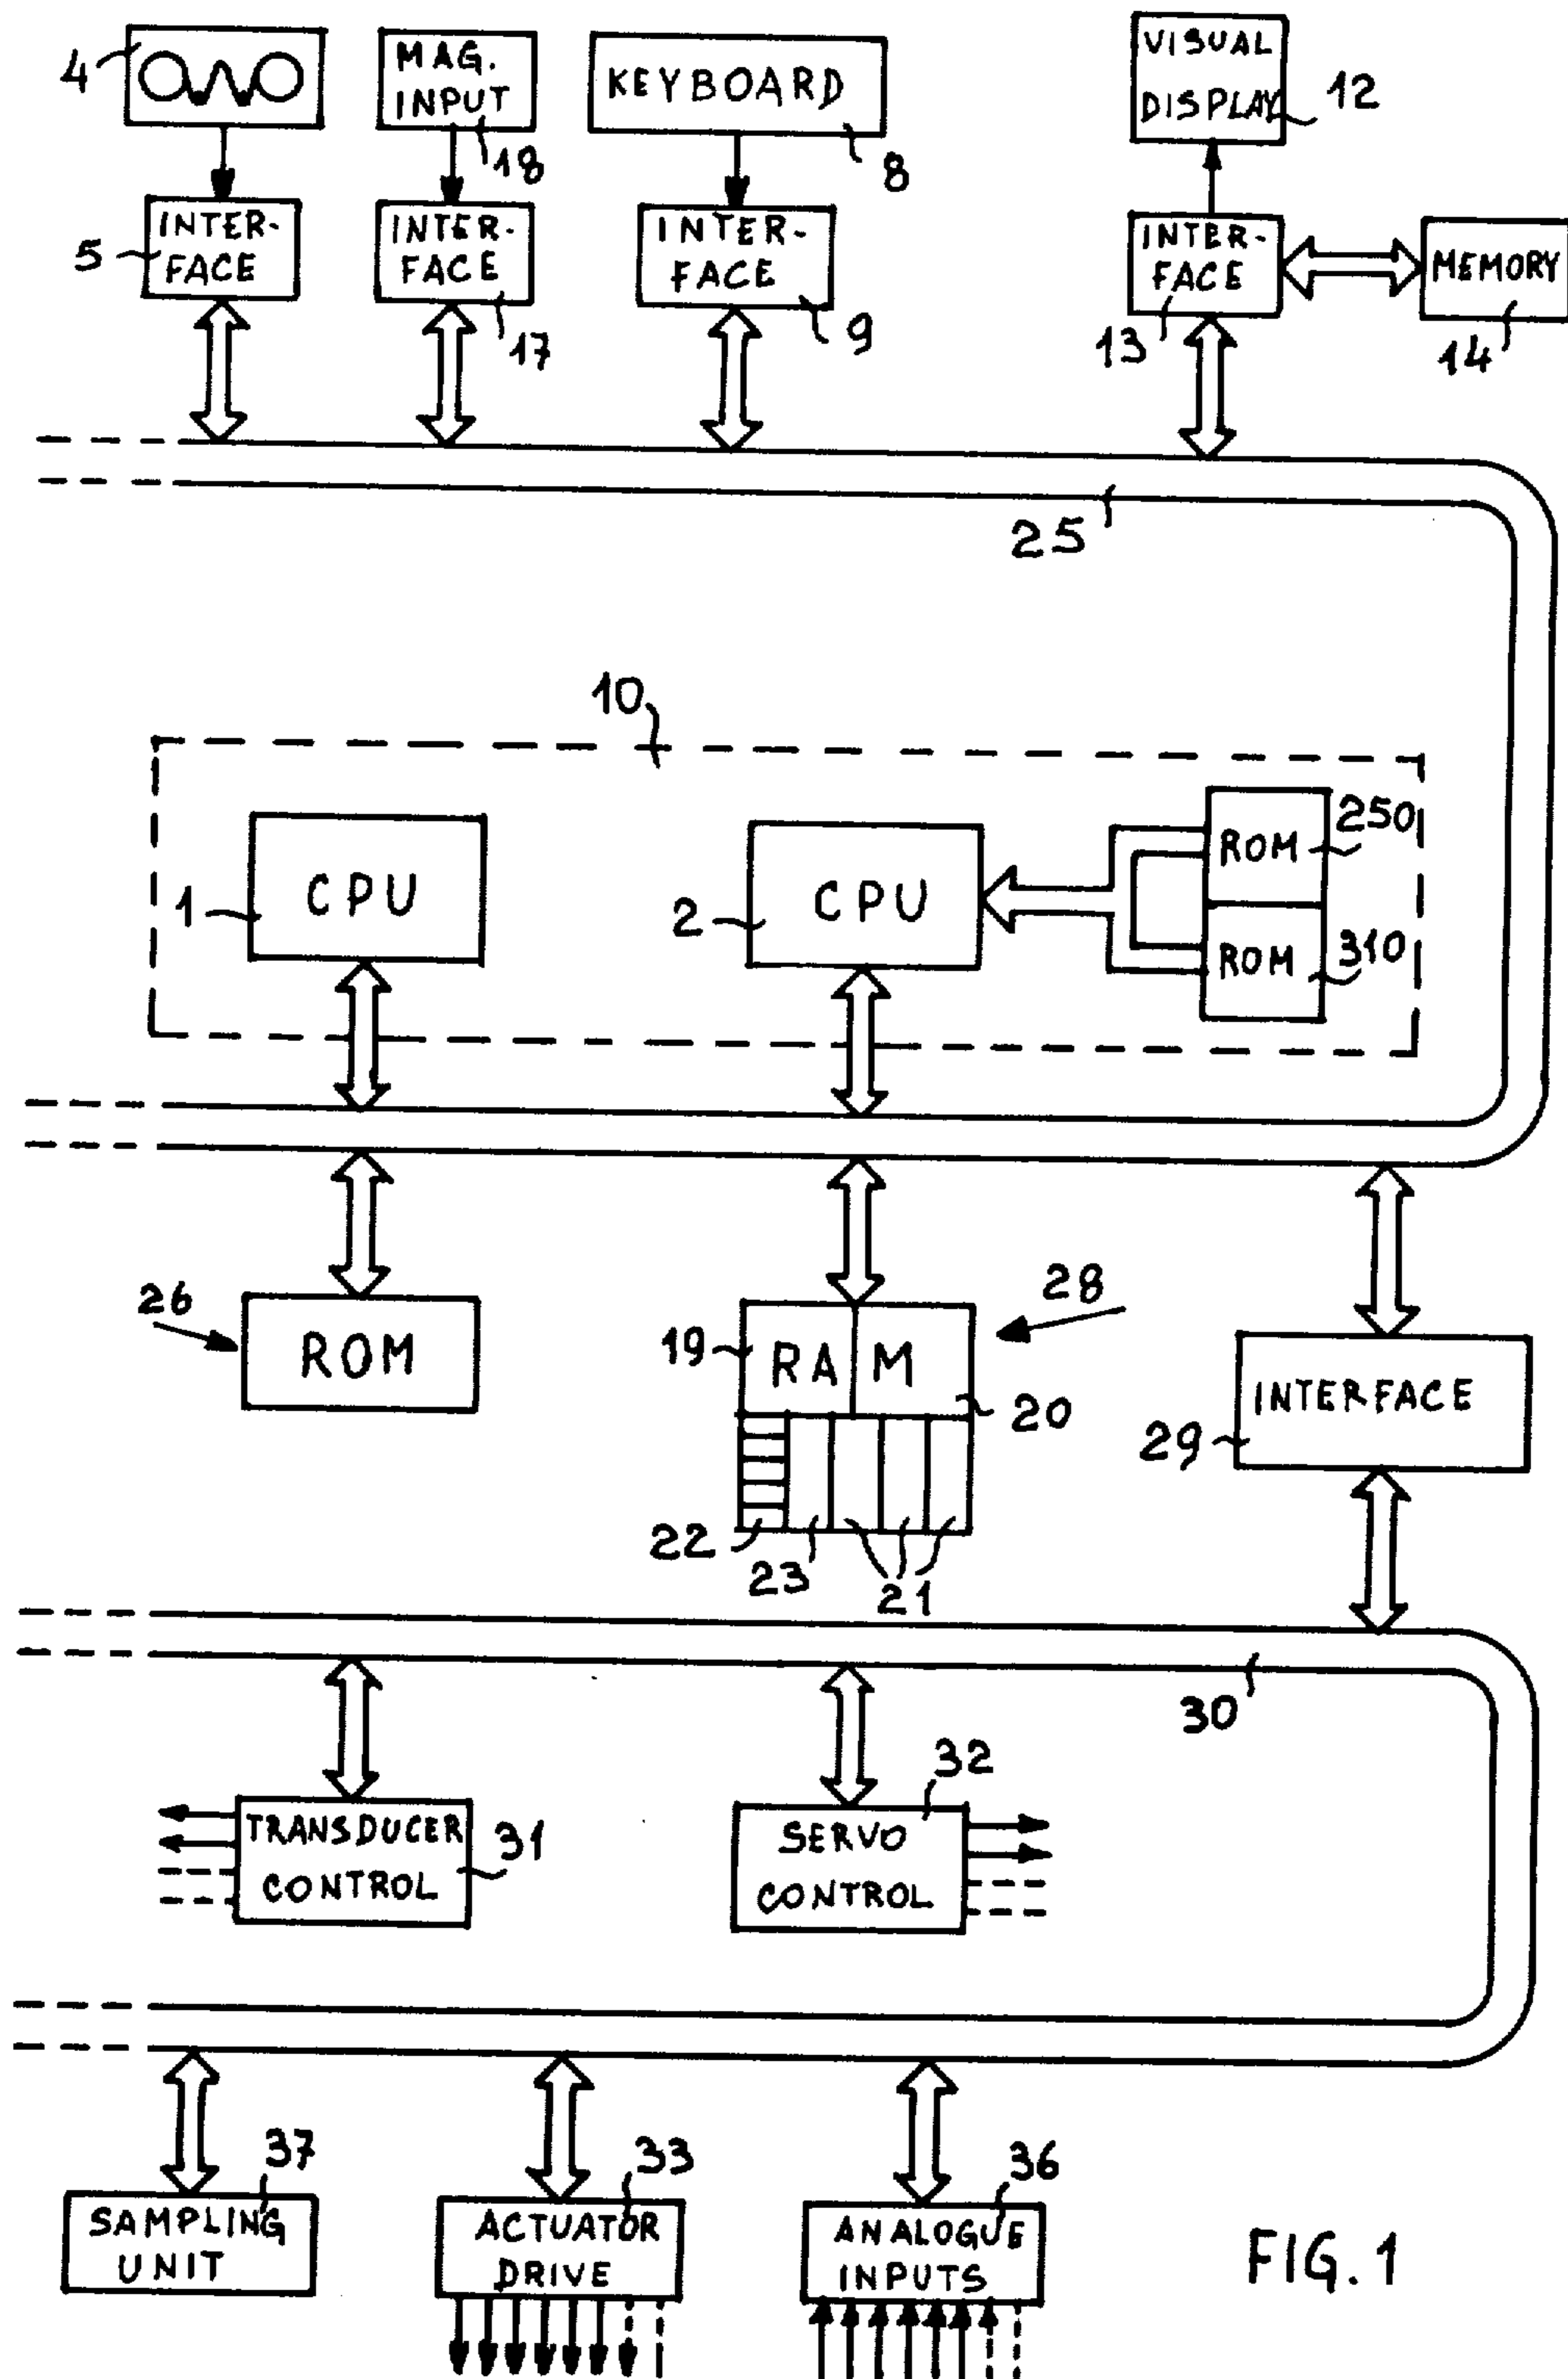 4
MAG.
INPUT
18
KEYBOARD
8
VISUAL
DISPLAY
12
INTER-
FACE
5
INTER-
FACE
17
INTER-
FACE
9
INTER-
FACE
13
MEMORY
14
25
10
1
CPU
2
CPU
ROM
250
ROM
310
26
ROM
19
RAM
28
20
22
23
21
INTERFACE
29
30
TRANSDUCER
CONTROL
31
32
SERVO
CONTROL
37
SAMPLING
UNIT
33
ACTUATOR
DRIVE
36
ANALOGUE
INPUTS
FIG. 1